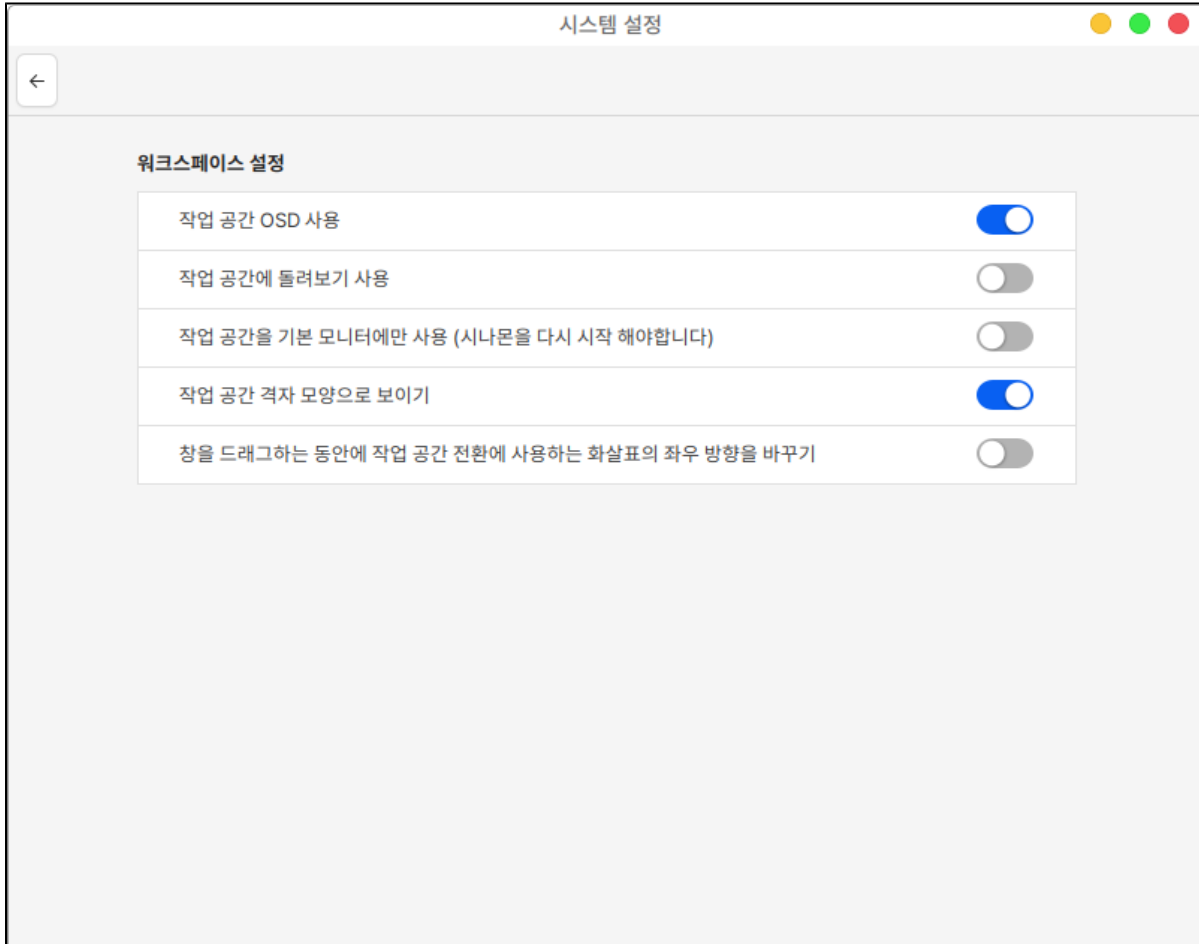 시스템 설정
워크스페이스 설정
작업 공간 OSD 사용
작업 공간에 돌려보기 사용
작업 공간을 기본 모니터에만 사용 (시나몬을 다시 시작 해야합니다)
작업 공간 격자 모양으로 보이기
창을 드래그하는 동안에 작업 공간 전환에 사용하는 화살표의 좌우 방향을 바꾸기